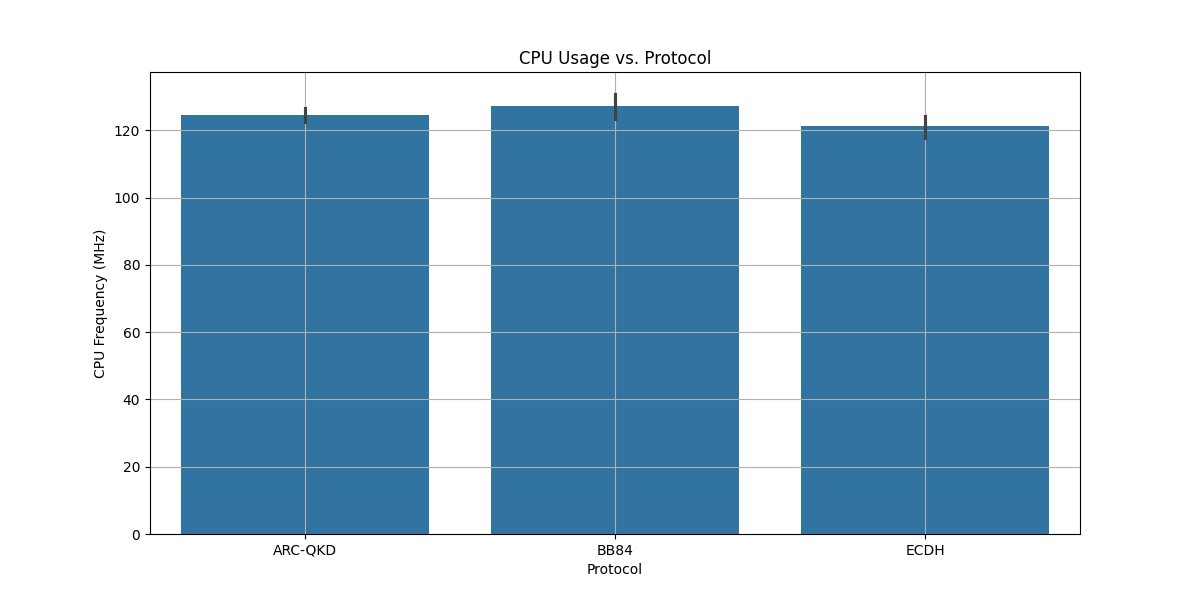 CPU Usage vs. Protocol
CPU Frequency (MHz)
120
100
80
60
40
20
0
ARC-QKD BB84 ECDH
Protocol